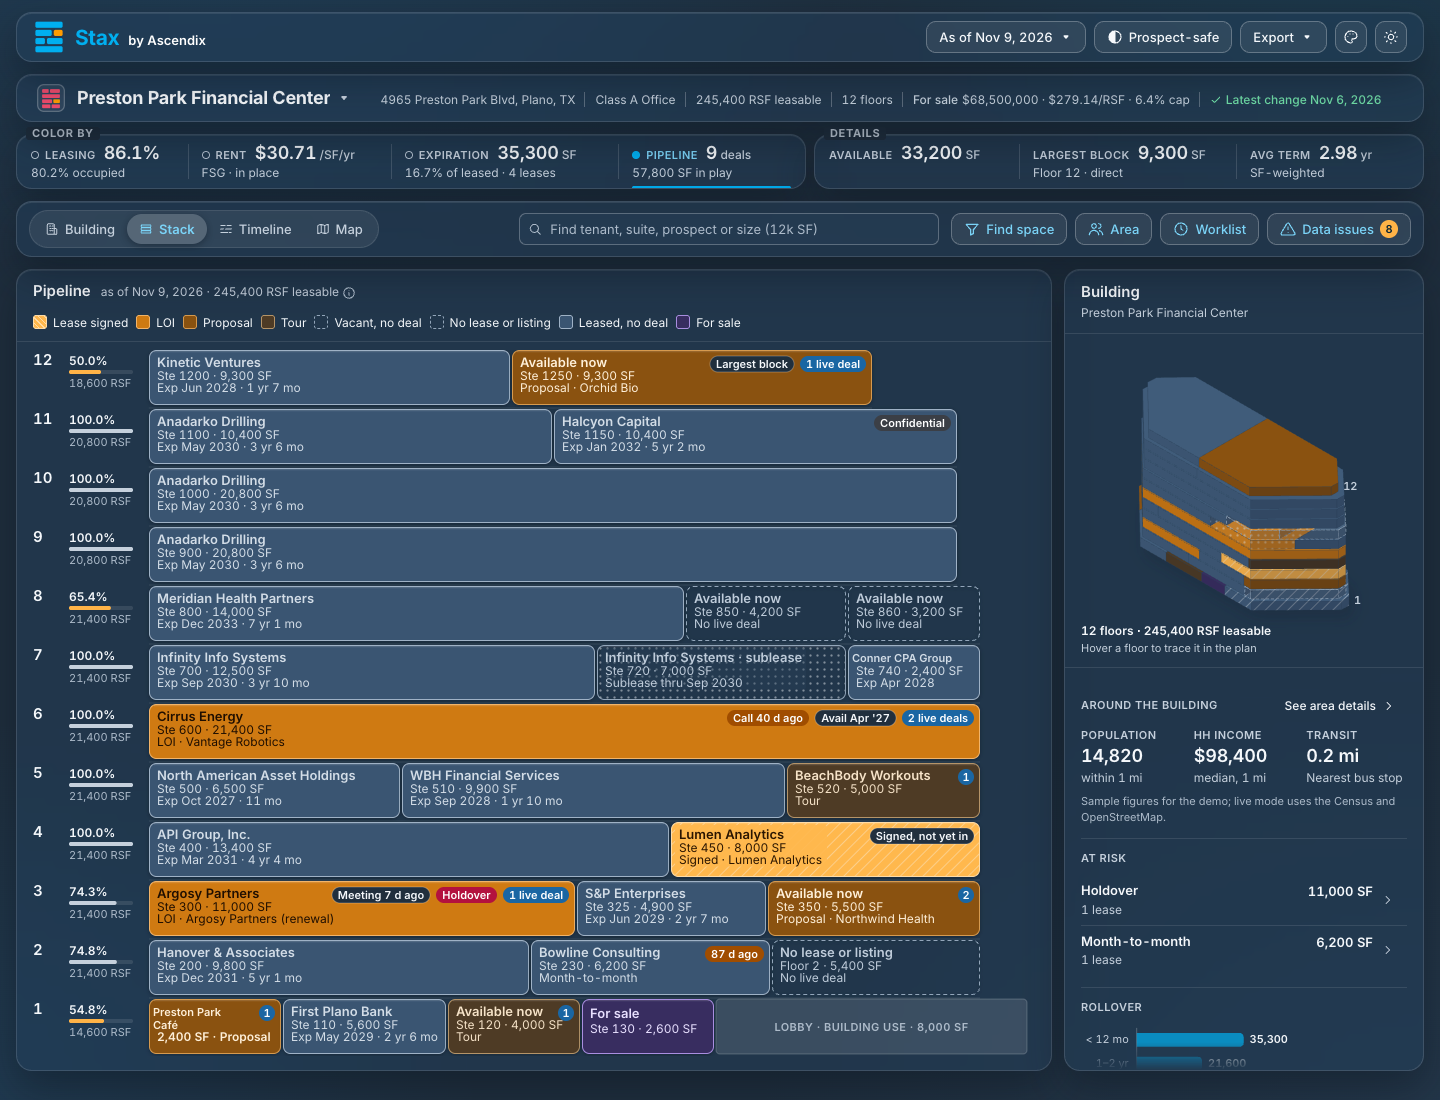 Stax by Ascendix
As of Nov 9, 2026
Prospect-safe
Export
Preston Park Financial Center
4965 Preston Park Blvd, Plano, TX
Class A Office
245,400 RSF leasable
12 floors
For sale $68,500,000 · $279.14/RSF · 6.4% cap
✓ Latest change Nov 6, 2026
COLOR BY
LEASING 86.1%
80.2% occupied
RENT $30.71 /SF/yr
FSG · in place
EXPIRATION 35,300 SF
16.7% of leased · 4 leases
PIPELINE 9 deals
57,800 SF in play
DETAILS
AVAILABLE 33,200 SF
LARGEST BLOCK 9,300 SF
Floor 12 · direct
AVG TERM 2.98 yr
SF-weighted
Building
Stack
Timeline
Map
Find tenant, suite, prospect or size (12k SF)
Find space
Area
Worklist
Data issues 8
Pipeline as of Nov 9, 2026 · 245,400 RSF leasable
Lease signed
LOI
Proposal
Tour
Vacant, no deal
No lease or listing
Leased, no deal
For sale
12
50.0%
18,600 RSF
Kinetic Ventures
Ste 1200 · 9,300 SF
Exp Jun 2028 · 1 yr 7 mo
Available now
Ste 1250 · 9,300 SF
Proposal · Orchid Bio
Largest block
1 live deal
11
100.0%
20,800 RSF
Anadarko Drilling
Ste 1100 · 10,400 SF
Exp May 2030 · 3 yr 6 mo
Halcyon Capital
Ste 1150 · 10,400 SF
Exp Jan 2032 · 5 yr 2 mo
Confidential
10
100.0%
20,800 RSF
Anadarko Drilling
Ste 1000 · 20,800 SF
Exp May 2030 · 3 yr 6 mo
9
100.0%
20,800 RSF
Anadarko Drilling
Ste 900 · 20,800 SF
Exp May 2030 · 3 yr 6 mo
8
65.4%
21,400 RSF
Meridian Health Partners
Ste 800 · 14,000 SF
Exp Dec 2033 · 7 yr 1 mo
Available now
Ste 850 · 4,200 SF
No live deal
Available now
Ste 860 · 3,200 SF
No live deal
7
100.0%
21,400 RSF
Infinity Info Systems
Ste 700 · 12,500 SF
Exp Sep 2030 · 3 yr 10 mo
Infinity Info Systems · sublease
Ste 720 · 7,000 SF
Sublease thru Sep 2030
Conner CPA Group
Ste 740 · 2,400 SF
Exp Apr 2028
6
100.0%
21,400 RSF
Cirrus Energy
Ste 600 · 21,400 SF
LOI · Vantage Robotics
Call 40 d ago
Avail Apr '27
2 live deals
5
100.0%
21,400 RSF
North American Asset Holdings
Ste 500 · 6,500 SF
Exp Oct 2027 · 11 mo
WBH Financial Services
Ste 510 · 9,900 SF
Exp Sep 2028 · 1 yr 10 mo
BeachBody Workouts 1
Ste 520 · 5,000 SF
Tour
4
100.0%
21,400 RSF
API Group, Inc.
Ste 400 · 13,400 SF
Exp Mar 2031 · 4 yr 4 mo
Lumen Analytics
Ste 450 · 8,000 SF
Signed · Lumen Analytics
Signed, not yet in
3
74.3%
21,400 RSF
Argosy Partners
Ste 300 · 11,000 SF
LOI · Argosy Partners (renewal)
Meeting 7 d ago
Holdover
1 live deal
S&P Enterprises
Ste 325 · 4,900 SF
Exp Jun 2029 · 2 yr 7 mo
Available now 2
Ste 350 · 5,500 SF
Proposal · Northwind Health
2
74.8%
21,400 RSF
Hanover & Associates
Ste 200 · 9,800 SF
Exp Dec 2031 · 5 yr 1 mo
Bowline Consulting
Ste 230 · 6,200 SF
Month-to-month
87 d ago
No lease or listing
Floor 2 · 5,400 SF
No live deal
1
54.8%
14,600 RSF
Preston Park
Café
2,400 SF · Proposal
1
First Plano Bank
Ste 110 · 5,600 SF
Exp May 2029 · 2 yr 6 mo
Available now 1
Ste 120 · 4,000 SF
Tour
For sale
Ste 130 · 2,600 SF
LOBBY · BUILDING USE · 8,000 SF
Building
Preston Park Financial Center
12
1
12 floors · 245,400 RSF leasable
Hover a floor to trace it in the plan
AROUND THE BUILDING
See area details
POPULATION
14,820
within 1 mi
HH INCOME
$98,400
median, 1 mi
TRANSIT
0.2 mi
Nearest bus stop
Sample figures for the demo; live mode uses the Census and
OpenStreetMap.
AT RISK
Holdover
1 lease
11,000 SF
Month-to-month
1 lease
6,200 SF
ROLLOVER
< 12 mo 35,300
1–2 yr 21,600